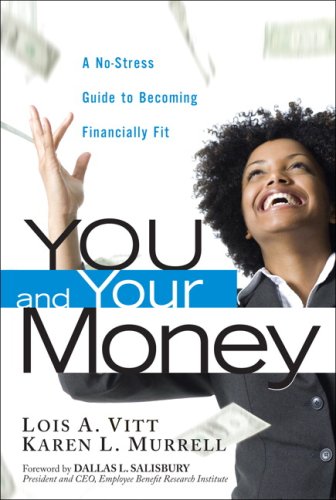 A No-Stress
Guide to Becoming
Financially Fit
You
and Your
Money
Lois A. Vitt
Karen L. Murrell
Foreword by Dallas L. Salisbury
President and CEO, Employee Benefit Research Institute